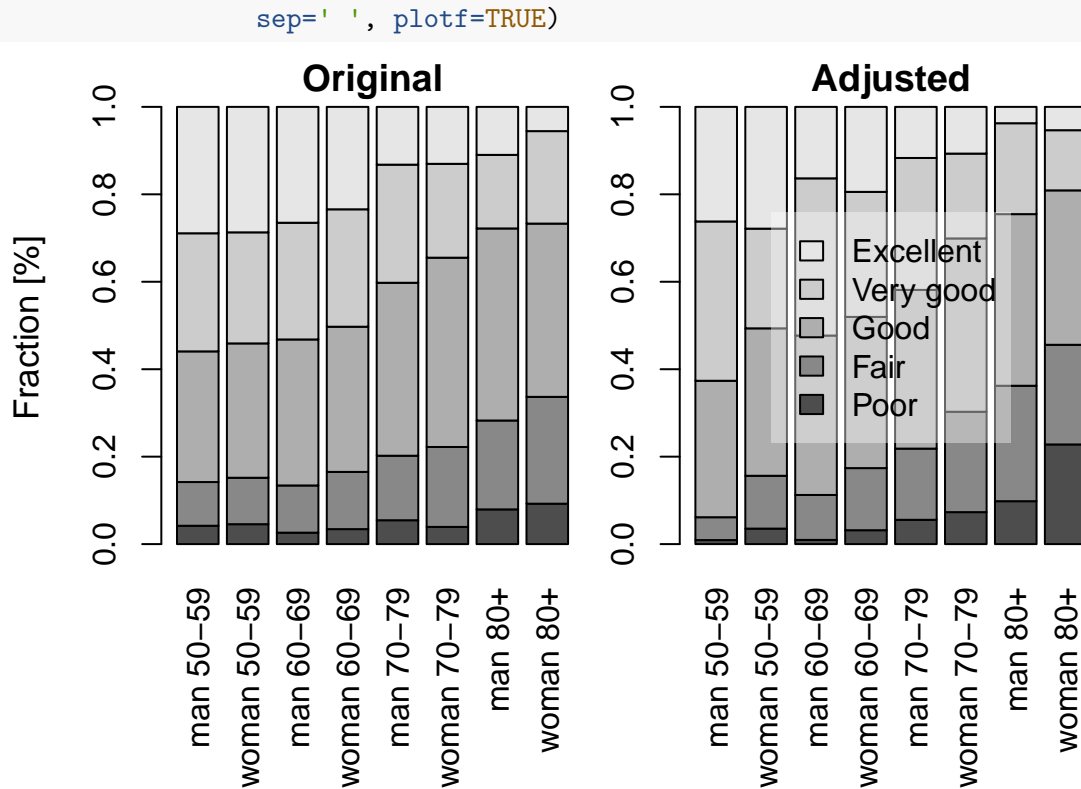 sep=' ', plotf=TRUE)
Original
Fraction [%]
0.0
0.2
0.4
0.6
0.8
1.0
man 50−59
woman 50−59
man 60−69
woman 60−69
man 70−79
woman 70−79
man 80+
woman 80+
Adjusted
0.0
0.2
0.4
0.6
0.8
1.0
Excellent
Very good
Good
Fair
Poor
man 50−59
woman 50−59
man 60−69
woman 60−69
man 70−79
woman 70−79
man 80+
woman 80+